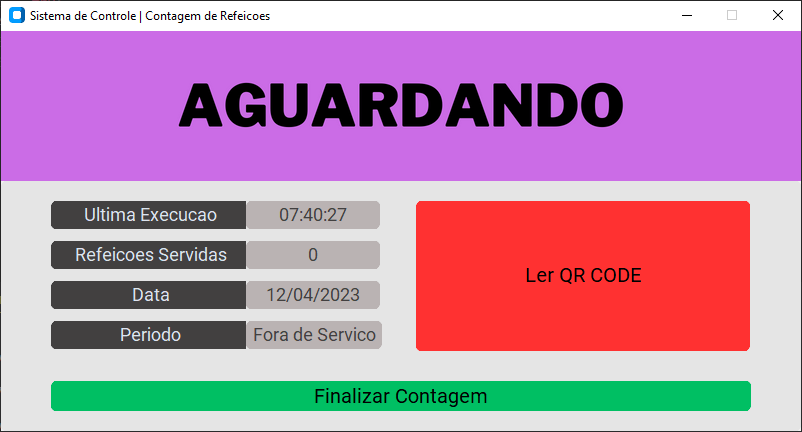 Sistema de Controle | Contagem de Refeicoes
AGUARDANDO
Ultima Execucao 07:40:27
Refeicoes Servidas 0
Data 12/04/2023
Periodo Fora de Servico
Ler QR CODE
Finalizar Contagem